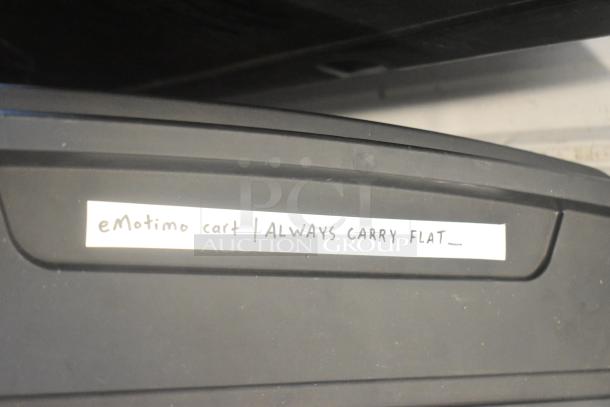 eMotimo cart | ALWAYS CARRY FLAT_
PCI
AUCTION GROUP